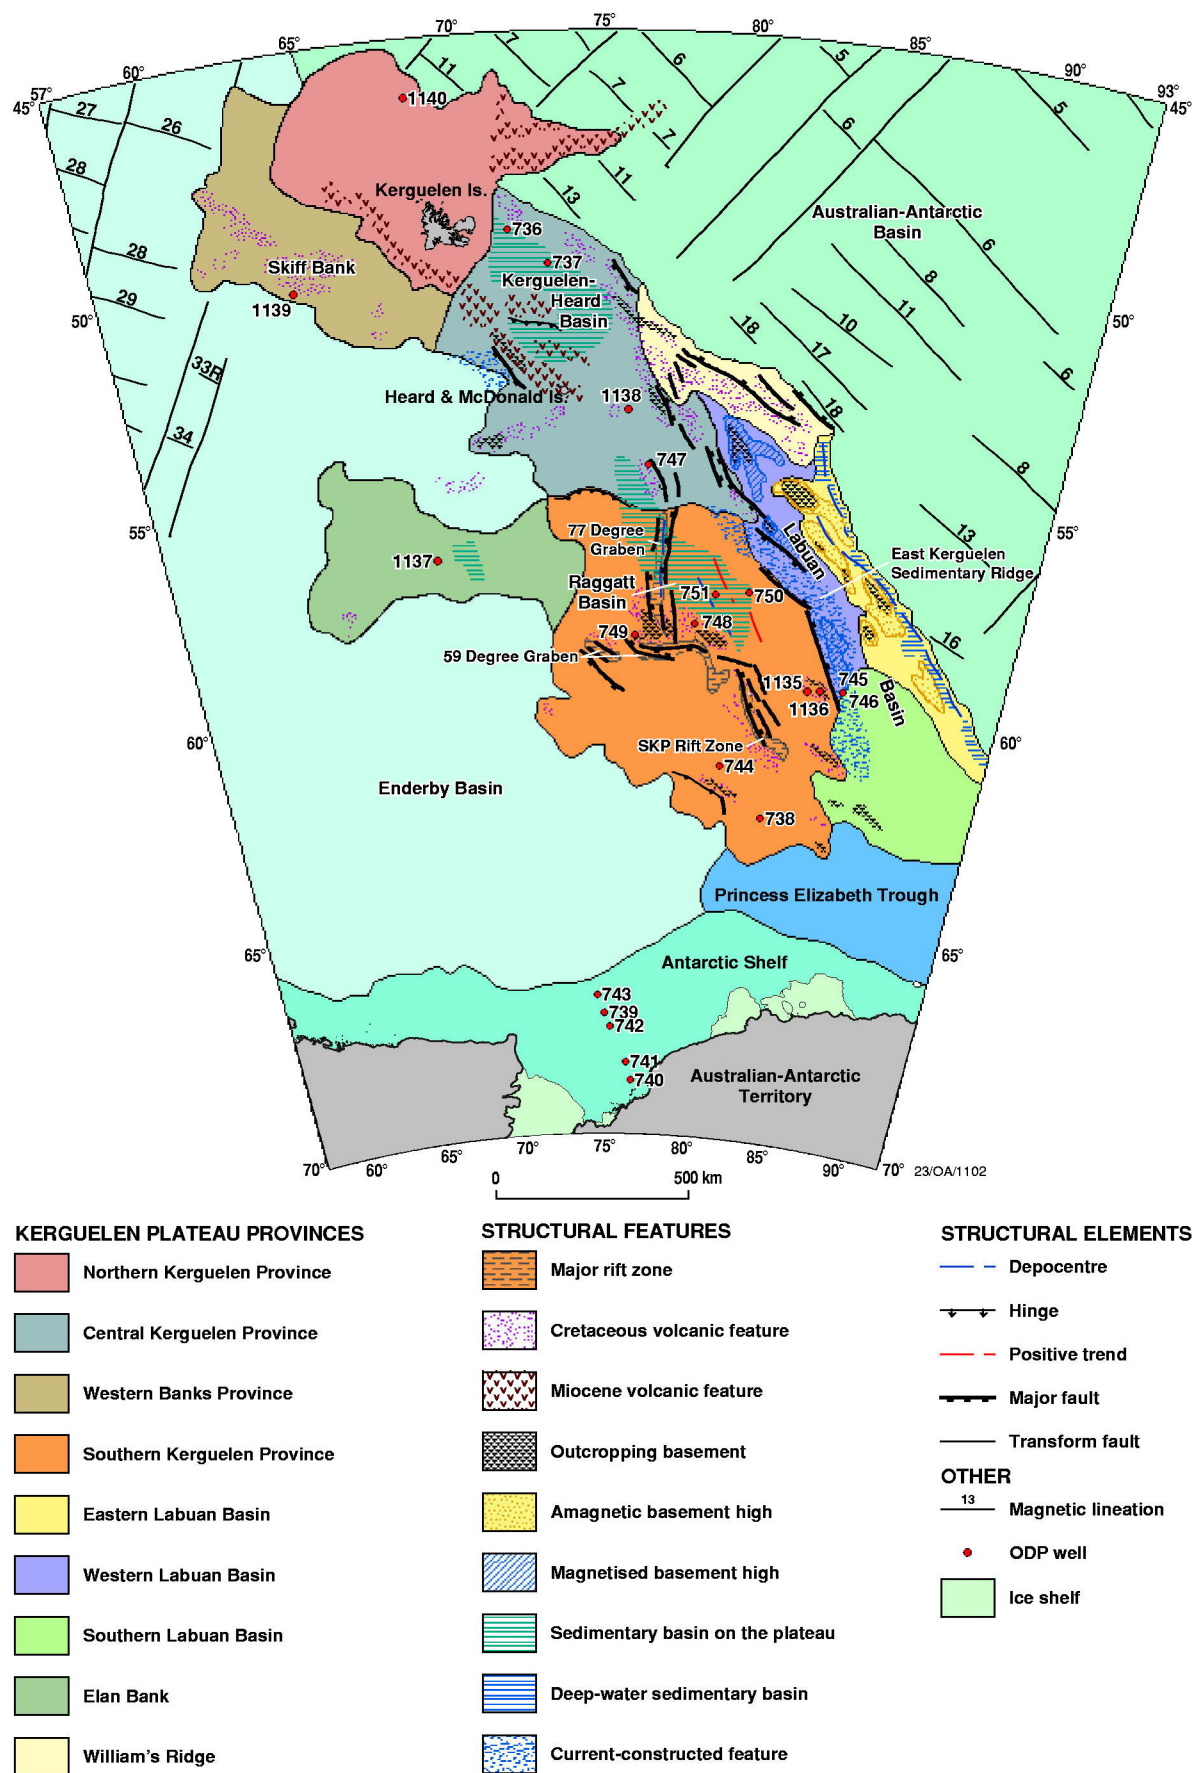 75°
70°
80°
65°
85°
60°
90°
57°
93°
45°
45°
7
6
5
11
7
5
27
26
6
7
28
11
13
6
28
8
29
11
10
18
17
6
33R
18
34
8
13
16
1140
Kerguelen Is.
736
Australian-Antarctic
Basin
737
Skiff Bank
Kerguelen-
Heard
Basin
1139
50°
50°
Heard & McDonald Is.
1138
747
55°
55°
77 Degree
Graben
Labuan
East Kerguelen
Sedimentary Ridge
1137
Raggatt
Basin
751
750
748
749
59 Degree Graben
1135
745
1136
746
Basin
SKP Rift Zone
60°
60°
744
Enderby Basin
738
Princess Elizabeth Trough
65°
65°
Antarctic Shelf
743
739
742
741
740
Australian-Antarctic
Territory
70°
60°
65°
70°
75°
80°
85°
90°
70°
23/OA/1102
0
500 km
KERGUELEN PLATEAU PROVINCES
Northern Kerguelen Province
Central Kerguelen Province
Western Banks Province
Southern Kerguelen Province
Eastern Labuan Basin
Western Labuan Basin
Southern Labuan Basin
Elan Bank
William's Ridge
STRUCTURAL FEATURES
Major rift zone
Cretaceous volcanic feature
Miocene volcanic feature
Outcropping basement
Amagnetic basement high
Magnetised basement high
Sedimentary basin on the plateau
Deep-water sedimentary basin
Current-constructed feature
STRUCTURAL ELEMENTS
Depocentre
Hinge
Positive trend
Major fault
Transform fault
OTHER
13
Magnetic lineation
ODP well
Ice shelf